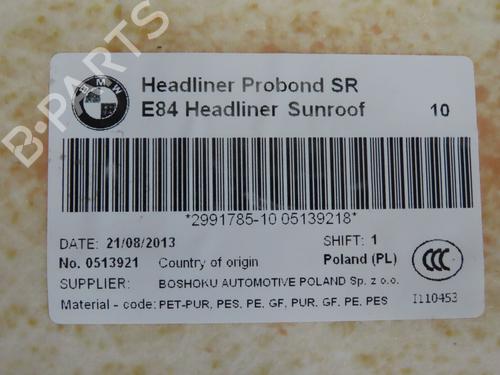 BMW
Headliner Probond SR
E84 Headliner Sunroof 10
*2991785-10 05139218*
DATE: 21/08/2013 SHIFT: 1
No. 0513921 Country of origin Poland (PL)
SUPPLIER: BOSHOKU AUTOMOTIVE POLAND Sp. z o.o.
Material - code: PET-PUR, PES, PE, GF, PUR, GF, PE, PES I110453
CCC
B-PARTS